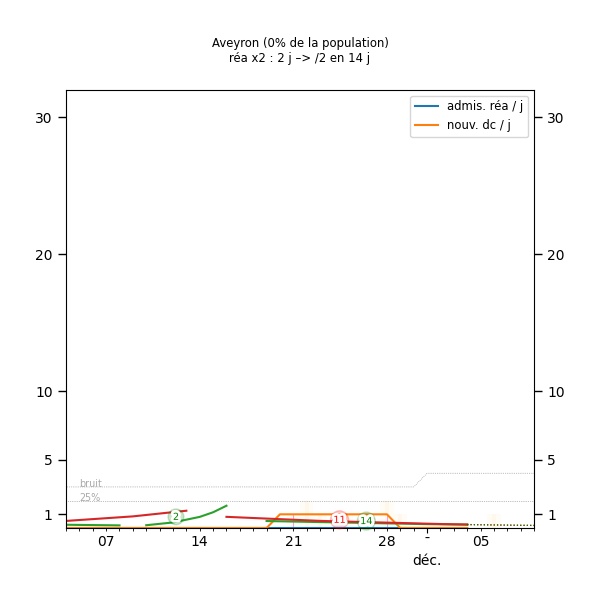 Aveyron (0% de la population)
réa x2 : 2 j −> /2 en 14 j
admis. réa / j
nouv. dc / j
30 30
20 20
10 10
5 5
bruit
25%
2 11 14
1 1
07 14 21 28 - 05
déc.